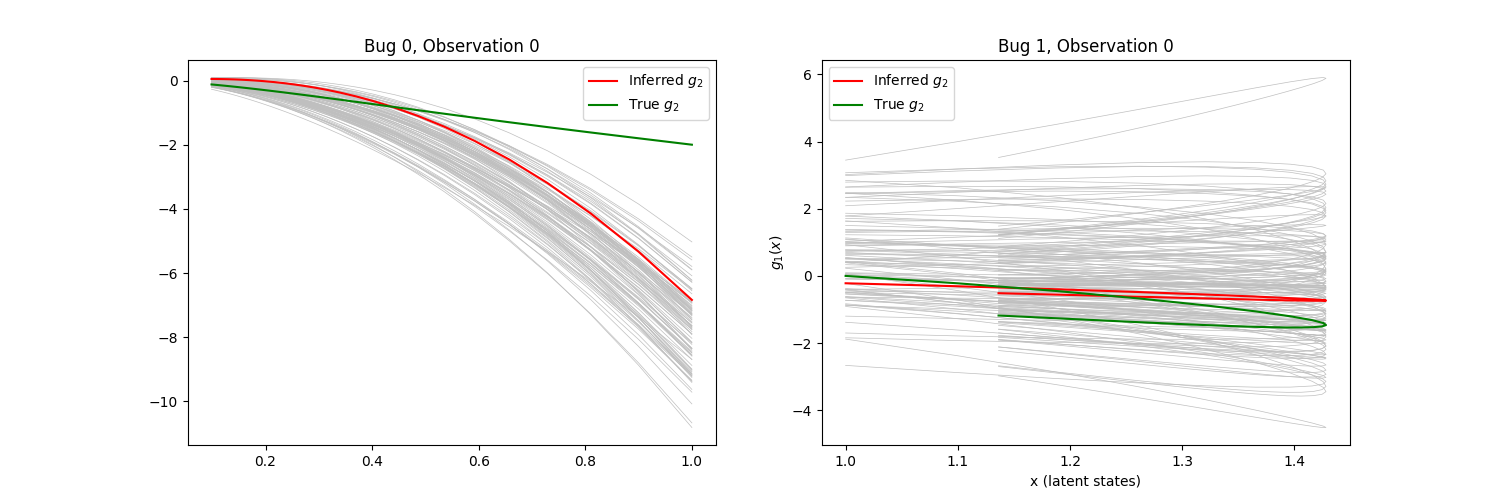 Bug 0, Observation 0
Inferred g₂
True g₂
0
−2
−4
−6
−8
−10
0.2
0.4
0.6
0.8
1.0
Bug 1, Observation 0
Inferred g₂
True g₂
6
4
2
0
−2
−4
g₁(x)
1.0
1.1
1.2
1.3
1.4
x (latent states)